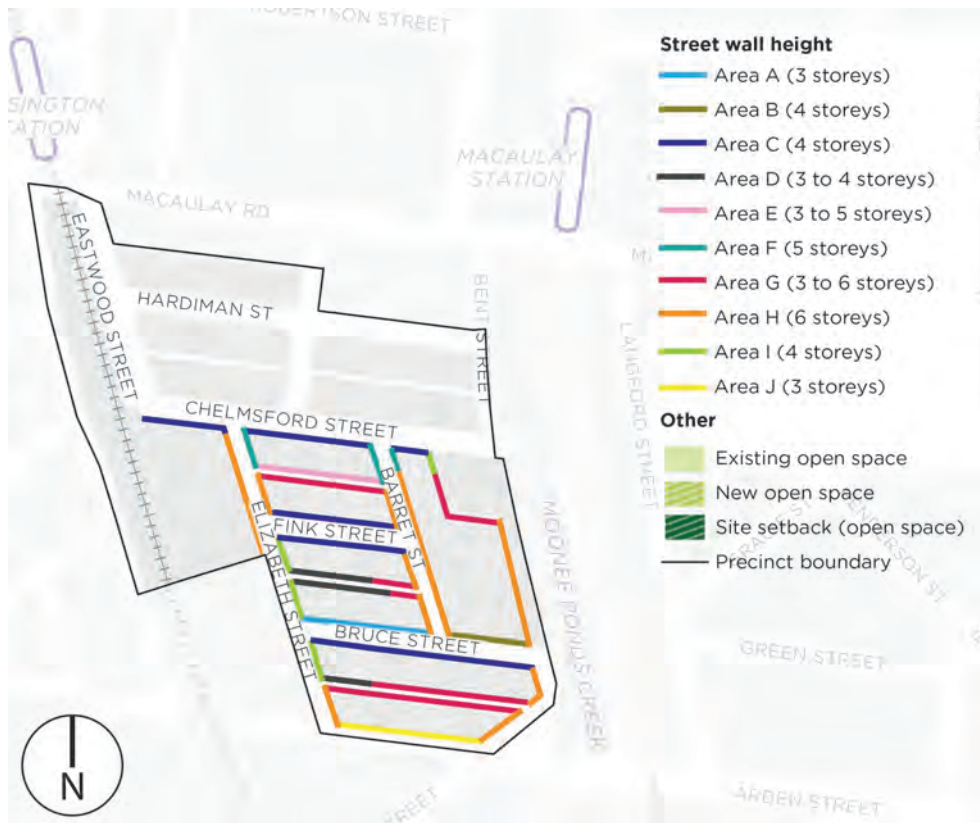 ROBERTSON STREET
SINGTON
TATION
MACAULAY
STATION
MACAULAY RD
EASTWOOD STREET
HARDIMAN ST
BENT STREET
LANGFORD STREET
CHELMSFORD STREET
BARRET ST
FINK STREET
ELIZABETH STREET
BRUCE STREET
MOONEE PONDS CREEK
GREEN STREET
ARDEN STREET
N
Street wall height
Area A (3 storeys)
Area B (4 storeys)
Area C (4 storeys)
Area D (3 to 4 storeys)
Area E (3 to 5 storeys)
Area F (5 storeys)
Area G (3 to 6 storeys)
Area H (6 storeys)
Area I (4 storeys)
Area J (3 storeys)
Other
Existing open space
New open space
Site setback (open space)
Precinct boundary